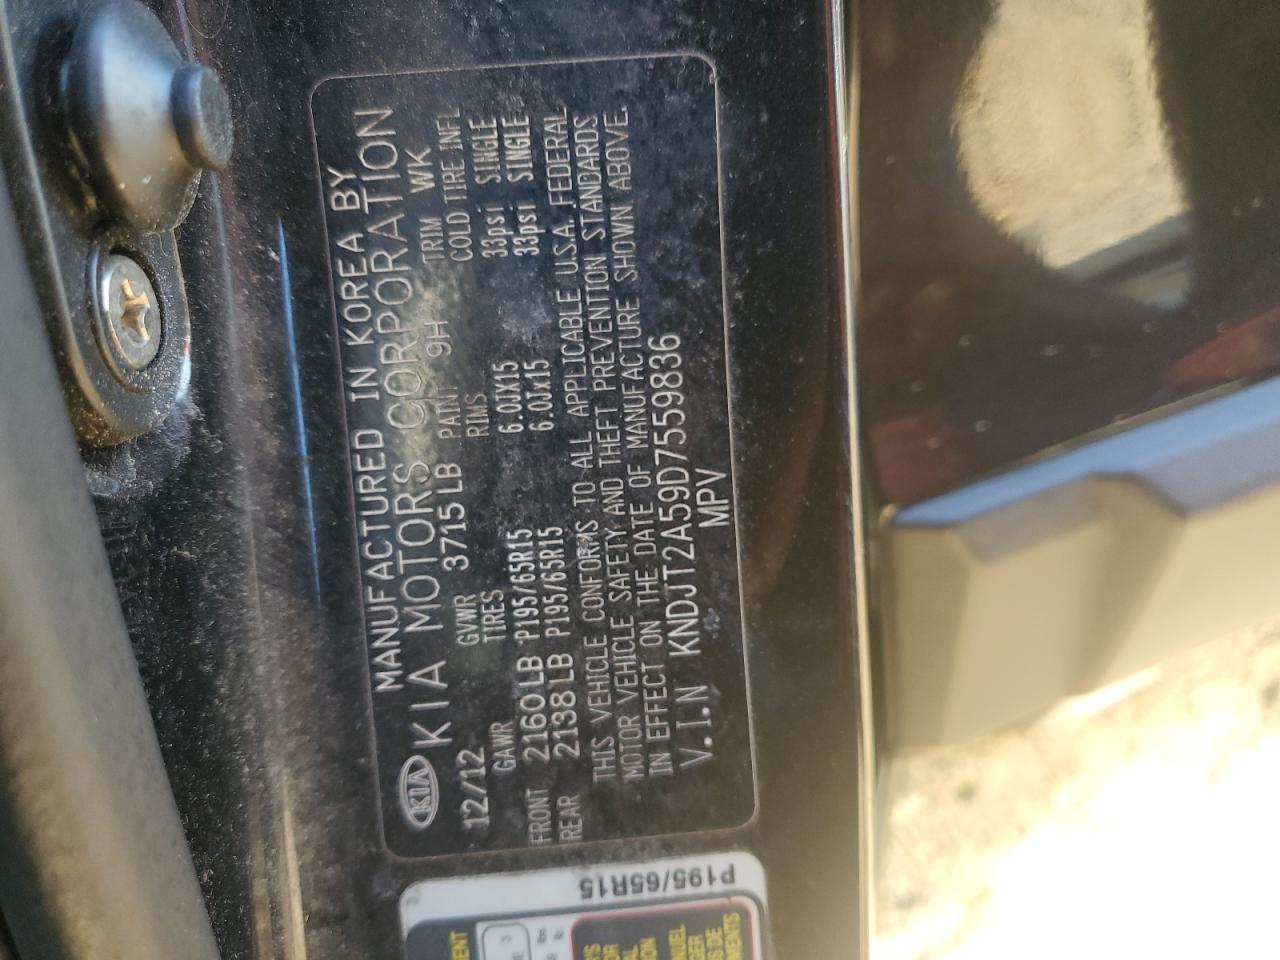 MANUFACTURED IN KOREA BY
KIA KIA MOTORS CORPORATION
12/12 GVWR 3715 LB PAINT 9H TRIM WK
GAWR TIRES RIMS COLD TIRE INFL
FRONT 2160 LB P195/65R15 6.0JX15 33psi SINGLE
REAR 2138 LB P195/65R15 6.0Jx15 33psi SINGLE
THIS VEHICLE CONFORMS TO ALL APPLICABLE U.S.A. FEDERAL
MOTOR VEHICLE SAFETY AND THEFT PREVENTION STANDARDS
IN EFFECT ON THE DATE OF MANUFACTURE SHOWN ABOVE.
V.I.N KNDJT2A59D7559836
MPV
P195/65R15